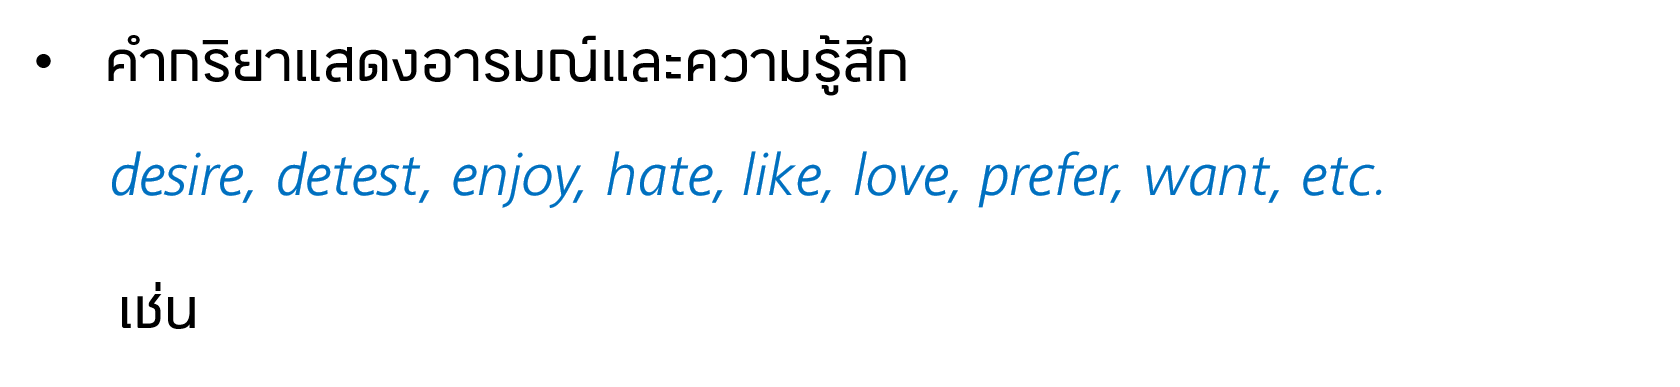 • คำกริยาแสดงอารมณ์และความรู้สึก
desire, detest, enjoy, hate, like, love, prefer, want, etc.
เช่น